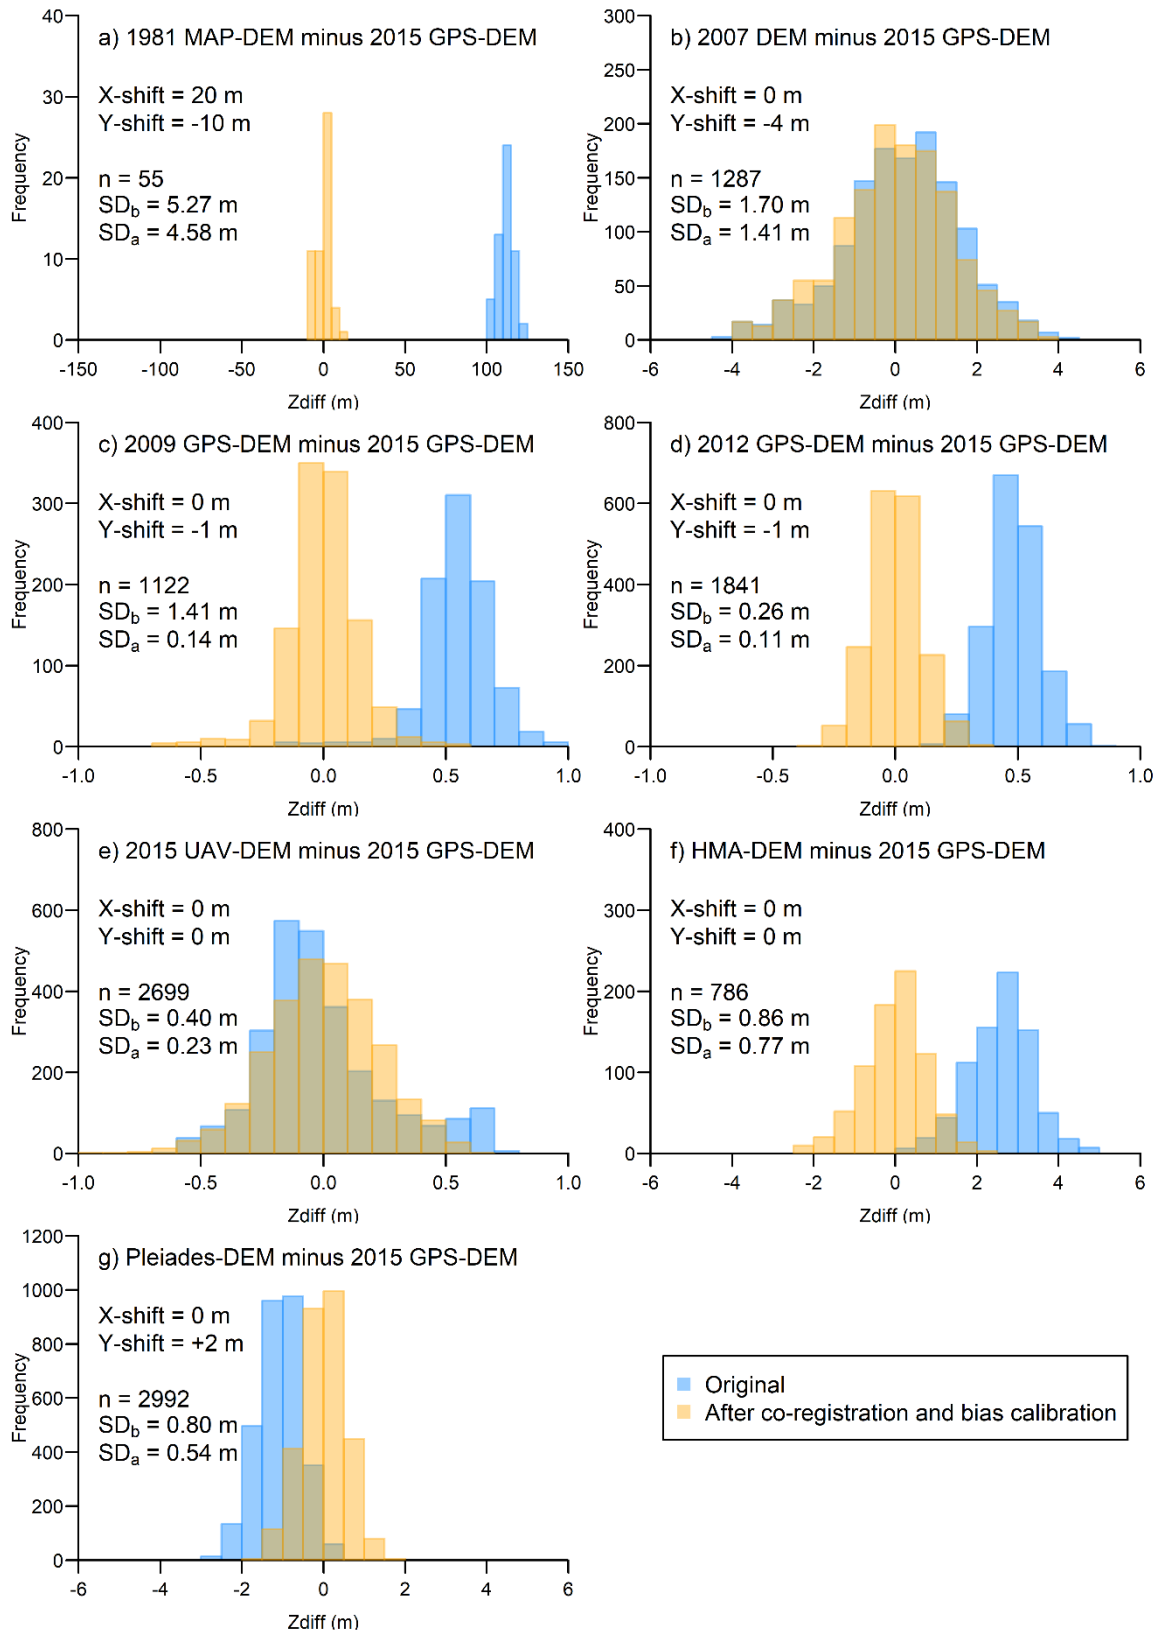 a) 1981 MAP-DEM minus 2015 GPS-DEM
X-shift = 20 m
Y-shift = -10 m
n = 55
SDb = 5.27 m
SDa = 4.58 m
Frequency
0
10
20
30
40
-150
-100
-50
0
50
100
150
Zdiff (m)
b) 2007 DEM minus 2015 GPS-DEM
X-shift = 0 m
Y-shift = -4 m
n = 1287
SDb = 1.70 m
SDa = 1.41 m
Frequency
0
50
100
150
200
250
300
-6
-4
-2
0
2
4
6
Zdiff (m)
c) 2009 GPS-DEM minus 2015 GPS-DEM
X-shift = 0 m
Y-shift = -1 m
n = 1122
SDb = 1.41 m
SDa = 0.14 m
Frequency
0
100
200
300
400
-1.0
-0.5
0.0
0.5
1.0
Zdiff (m)
d) 2012 GPS-DEM minus 2015 GPS-DEM
X-shift = 0 m
Y-shift = -1 m
n = 1841
SDb = 0.26 m
SDa = 0.11 m
Frequency
0
200
400
600
800
-1.0
-0.5
0.0
0.5
1.0
Zdiff (m)
e) 2015 UAV-DEM minus 2015 GPS-DEM
X-shift = 0 m
Y-shift = 0 m
n = 2699
SDb = 0.40 m
SDa = 0.23 m
Frequency
0
200
400
600
800
-1.0
-0.5
0.0
0.5
1.0
Zdiff (m)
f) HMA-DEM minus 2015 GPS-DEM
X-shift = 0 m
Y-shift = 0 m
n = 786
SDb = 0.86 m
SDa = 0.77 m
Frequency
0
100
200
300
400
-6
-4
-2
0
2
4
6
Zdiff (m)
g) Pleiades-DEM minus 2015 GPS-DEM
X-shift = 0 m
Y-shift = +2 m
n = 2992
SDb = 0.80 m
SDa = 0.54 m
Frequency
0
200
400
600
800
1000
1200
-6
-4
-2
0
2
4
6
Zdiff (m)
Original
After co-registration and bias calibration